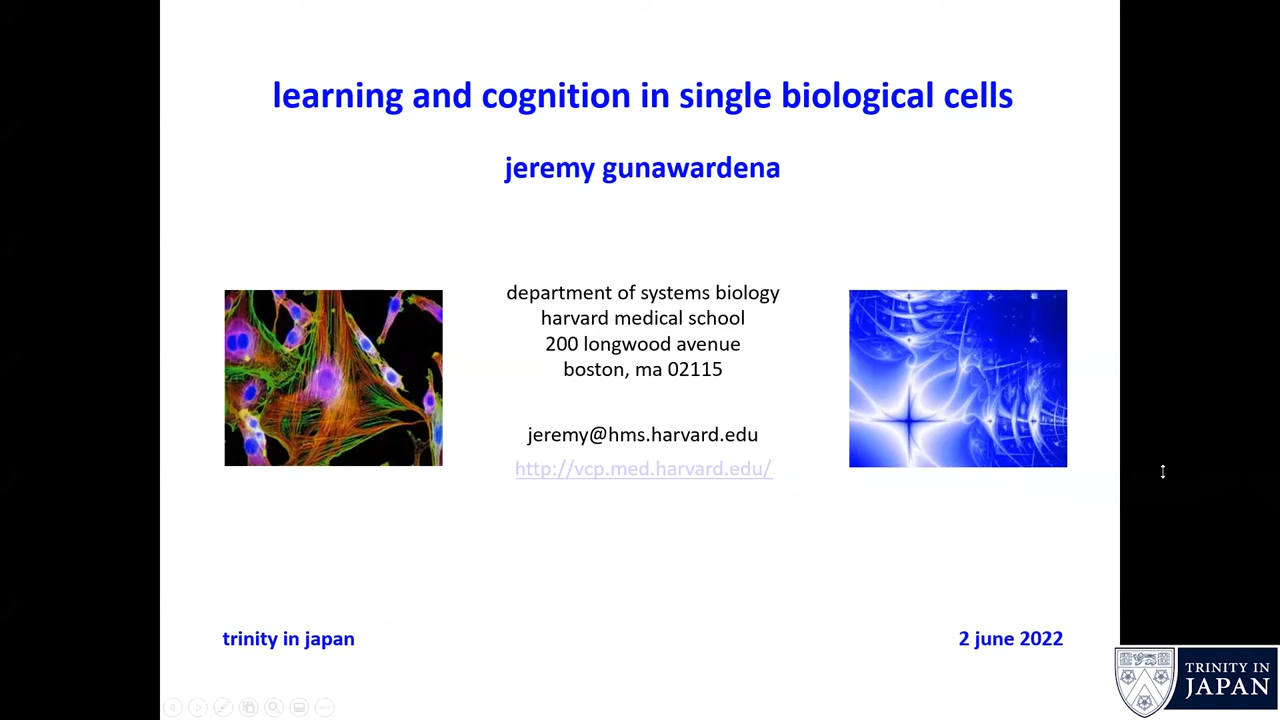 learning and cognition in single biological cells
jeremy gunawardena
department of systems biology
harvard medical school
200 longwood avenue
boston, ma 02115
jeremy@hms.harvard.edu
http://vcp.med.harvard.edu/
trinity in japan
2 june 2022
TRINITY IN
JAPAN